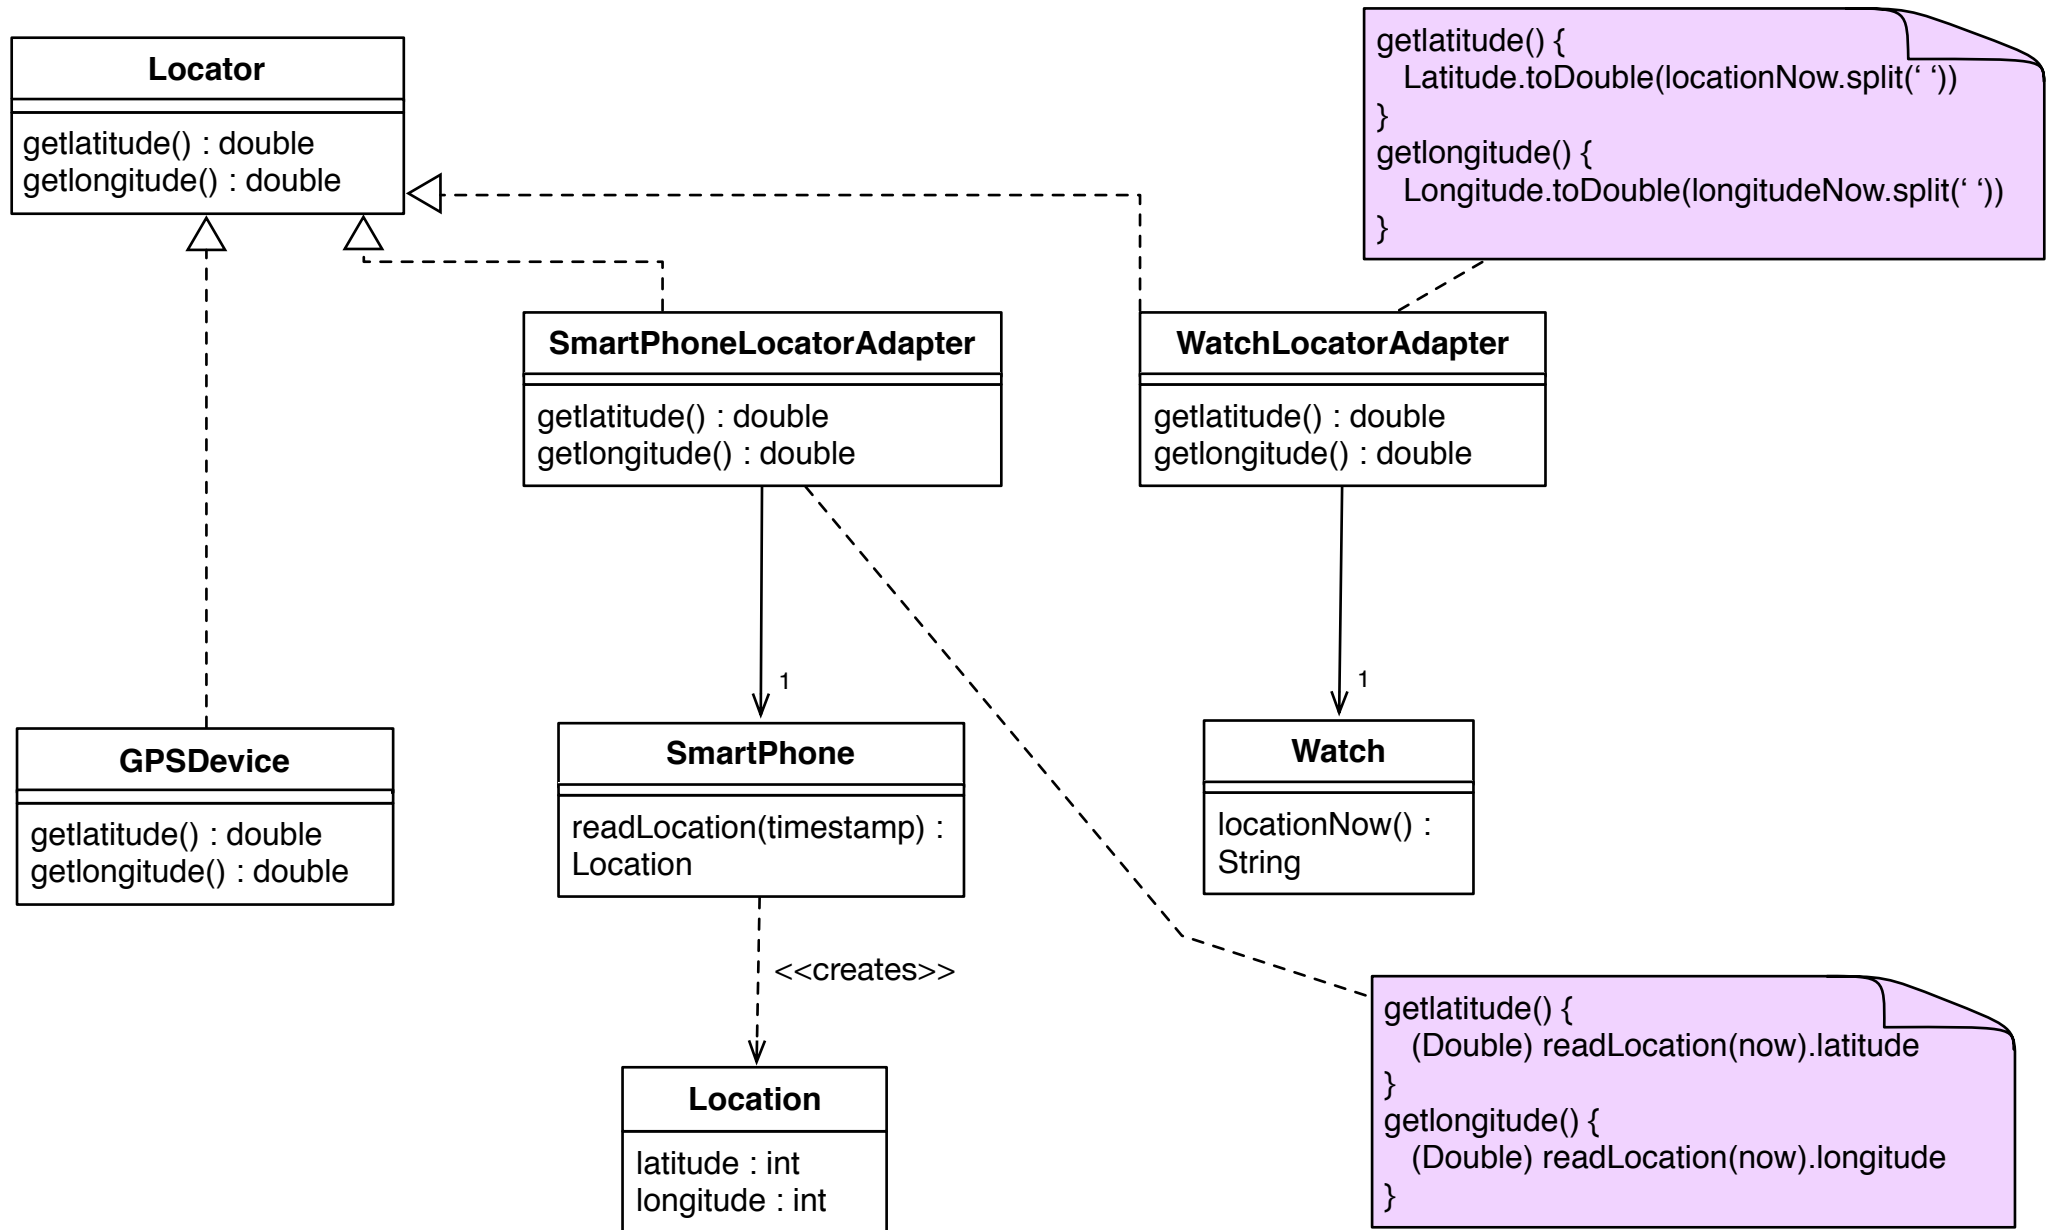 Locator
getlatitude() : double
getlongitude() : double
getlatitude() {
Latitude.toDouble(locationNow.split(‘ ‘))
}
getlongitude() {
Longitude.toDouble(longitudeNow.split(‘ ‘))
}
SmartPhoneLocatorAdapter
getlatitude() : double
getlongitude() : double
WatchLocatorAdapter
getlatitude() : double
getlongitude() : double
1
1
GPSDevice
getlatitude() : double
getlongitude() : double
SmartPhone
readLocation(timestamp) :
Location
Watch
locationNow() :
String
<<creates>>
Location
latitude : int
longitude : int
getlatitude() {
(Double) readLocation(now).latitude
}
getlongitude() {
(Double) readLocation(now).longitude
}